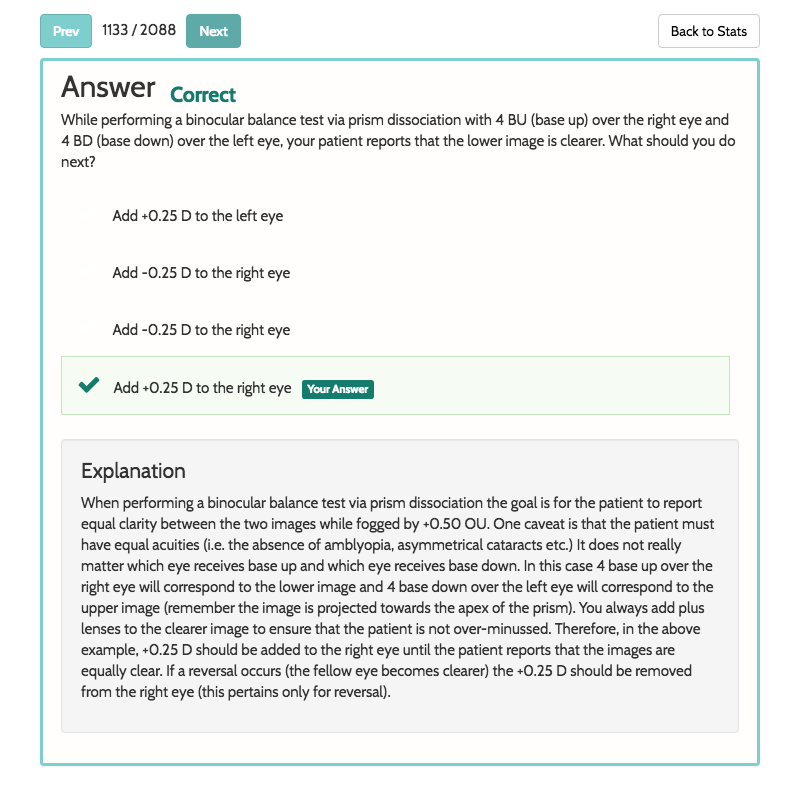 Prev 1133 / 2088 Next Back to Stats
Answer Correct
While performing a binocular balance test via prism dissociation with 4 BU (base up) over the right eye and
4 BD (base down) over the left eye, your patient reports that the lower image is clearer. What should you do
next?
Add +0.25 D to the left eye
Add -0.25 D to the right eye
Add -0.25 D to the right eye
Add +0.25 D to the right eye Your Answer
Explanation
When performing a binocular balance test via prism dissociation the goal is for the patient to report
equal clarity between the two images while fogged by +0.50 OU. One caveat is that the patient must
have equal acuities (i.e. the absence of amblyopia, asymmetrical cataracts etc.) It does not really
matter which eye receives base up and which eye receives base down. In this case 4 base up over the
right eye will correspond to the lower image and 4 base down over the left eye will correspond to the
upper image (remember the image is projected towards the apex of the prism). You always add plus
lenses to the clearer image to ensure that the patient is not over-minussed. Therefore, in the above
example, +0.25 D should be added to the right eye until the patient reports that the images are
equally clear. If a reversal occurs (the fellow eye becomes clearer) the +0.25 D should be removed
from the right eye (this pertains only for reversal).